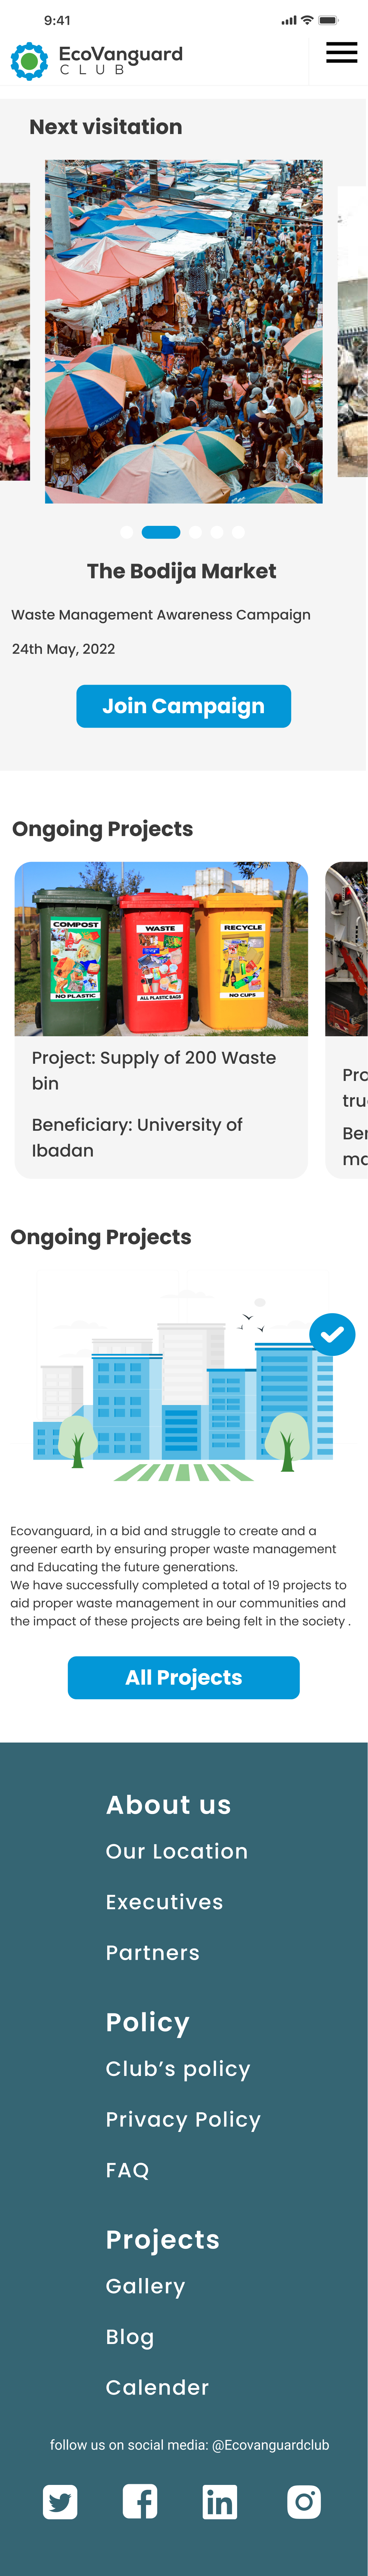 9:41
EcoVanguard
CLUB
Next visitation
The Bodija Market
Waste Management Awareness Campaign
24th May, 2022
Join Campaign
Ongoing Projects
COMPOST
NO PLASTIC
WASTE
ALL PLASTIC BAGS
RECYCLE
NO CUPS
Project: Supply of 200 Waste
bin
Beneficiary: University of
Ibadan
Pro
tru
Ber
ma
Ongoing Projects
Ecovanguard, in a bid and struggle to create and a
greener earth by ensuring proper waste management
and Educating the future generations.
We have successfully completed a total of 19 projects to
aid proper waste management in our communities and
the impact of these projects are being felt in the society .
All Projects
About us
Our Location
Executives
Partners
Policy
Club’s policy
Privacy Policy
FAQ
Projects
Gallery
Blog
Calender
follow us on social media: @Ecovanguardclub